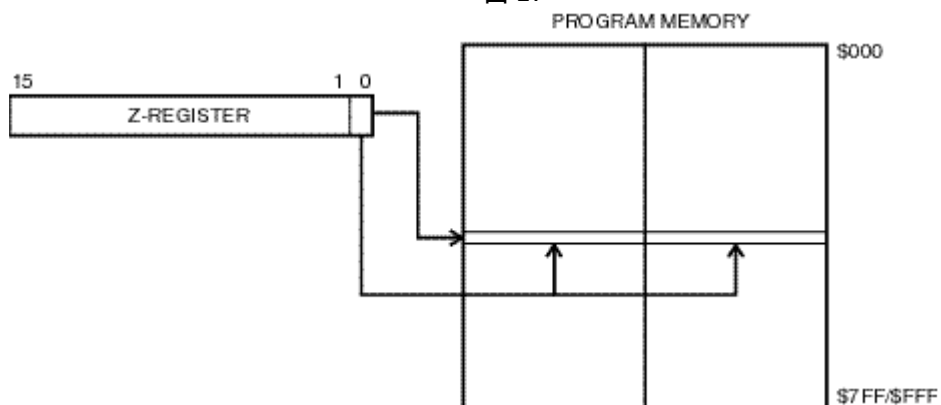 PROGRAM MEMORY
$000
15 1 0
Z-REGISTER
$7FF/$FFF